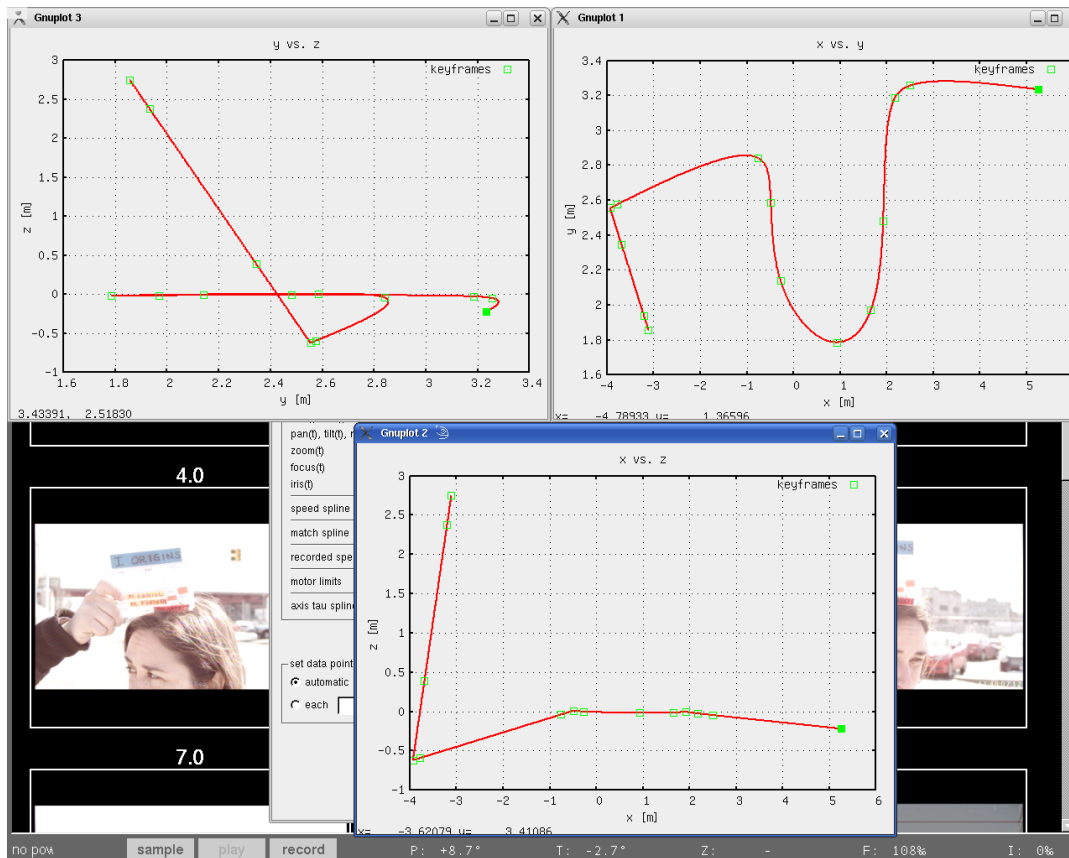 Gnuplot 3
y vs. z
keyframes
3
2.5
2
1.5
1
0.5
0
-0.5
-1
z [m]
1.6 1.8 2 2.2 2.4 2.6 2.8 3 3.2 3.4
y [m]
3.43391, 2.51830
Gnuplot 1
x vs. y
keyframes
3.4
3.2
3
2.8
2.6
2.4
2.2
2
1.8
1.6
y [m]
-4 -3 -2 -1 0 1 2 3 4 5
x [m]
x= -4.78933 y= 1.36596
pan(t), tilt(t), r
zoom(t)
focus(t)
iris(t)
speed spline
match spline
recorded spe
motor limits
axis tau spline
set data point
automatic
each
4.0
I ORIGINS
7.0
Gnuplot 2
x vs. z
keyframes
3
2.5
2
1.5
1
0.5
0
-0.5
-1
z [m]
-4 -3 -2 -1 0 1 2 3 4 5 6
x [m]
x= -3.62079 y= 3.41086
INS
no pow sample play record P: +8.7° T: -2.7° Z: - F: 108% I: 0%